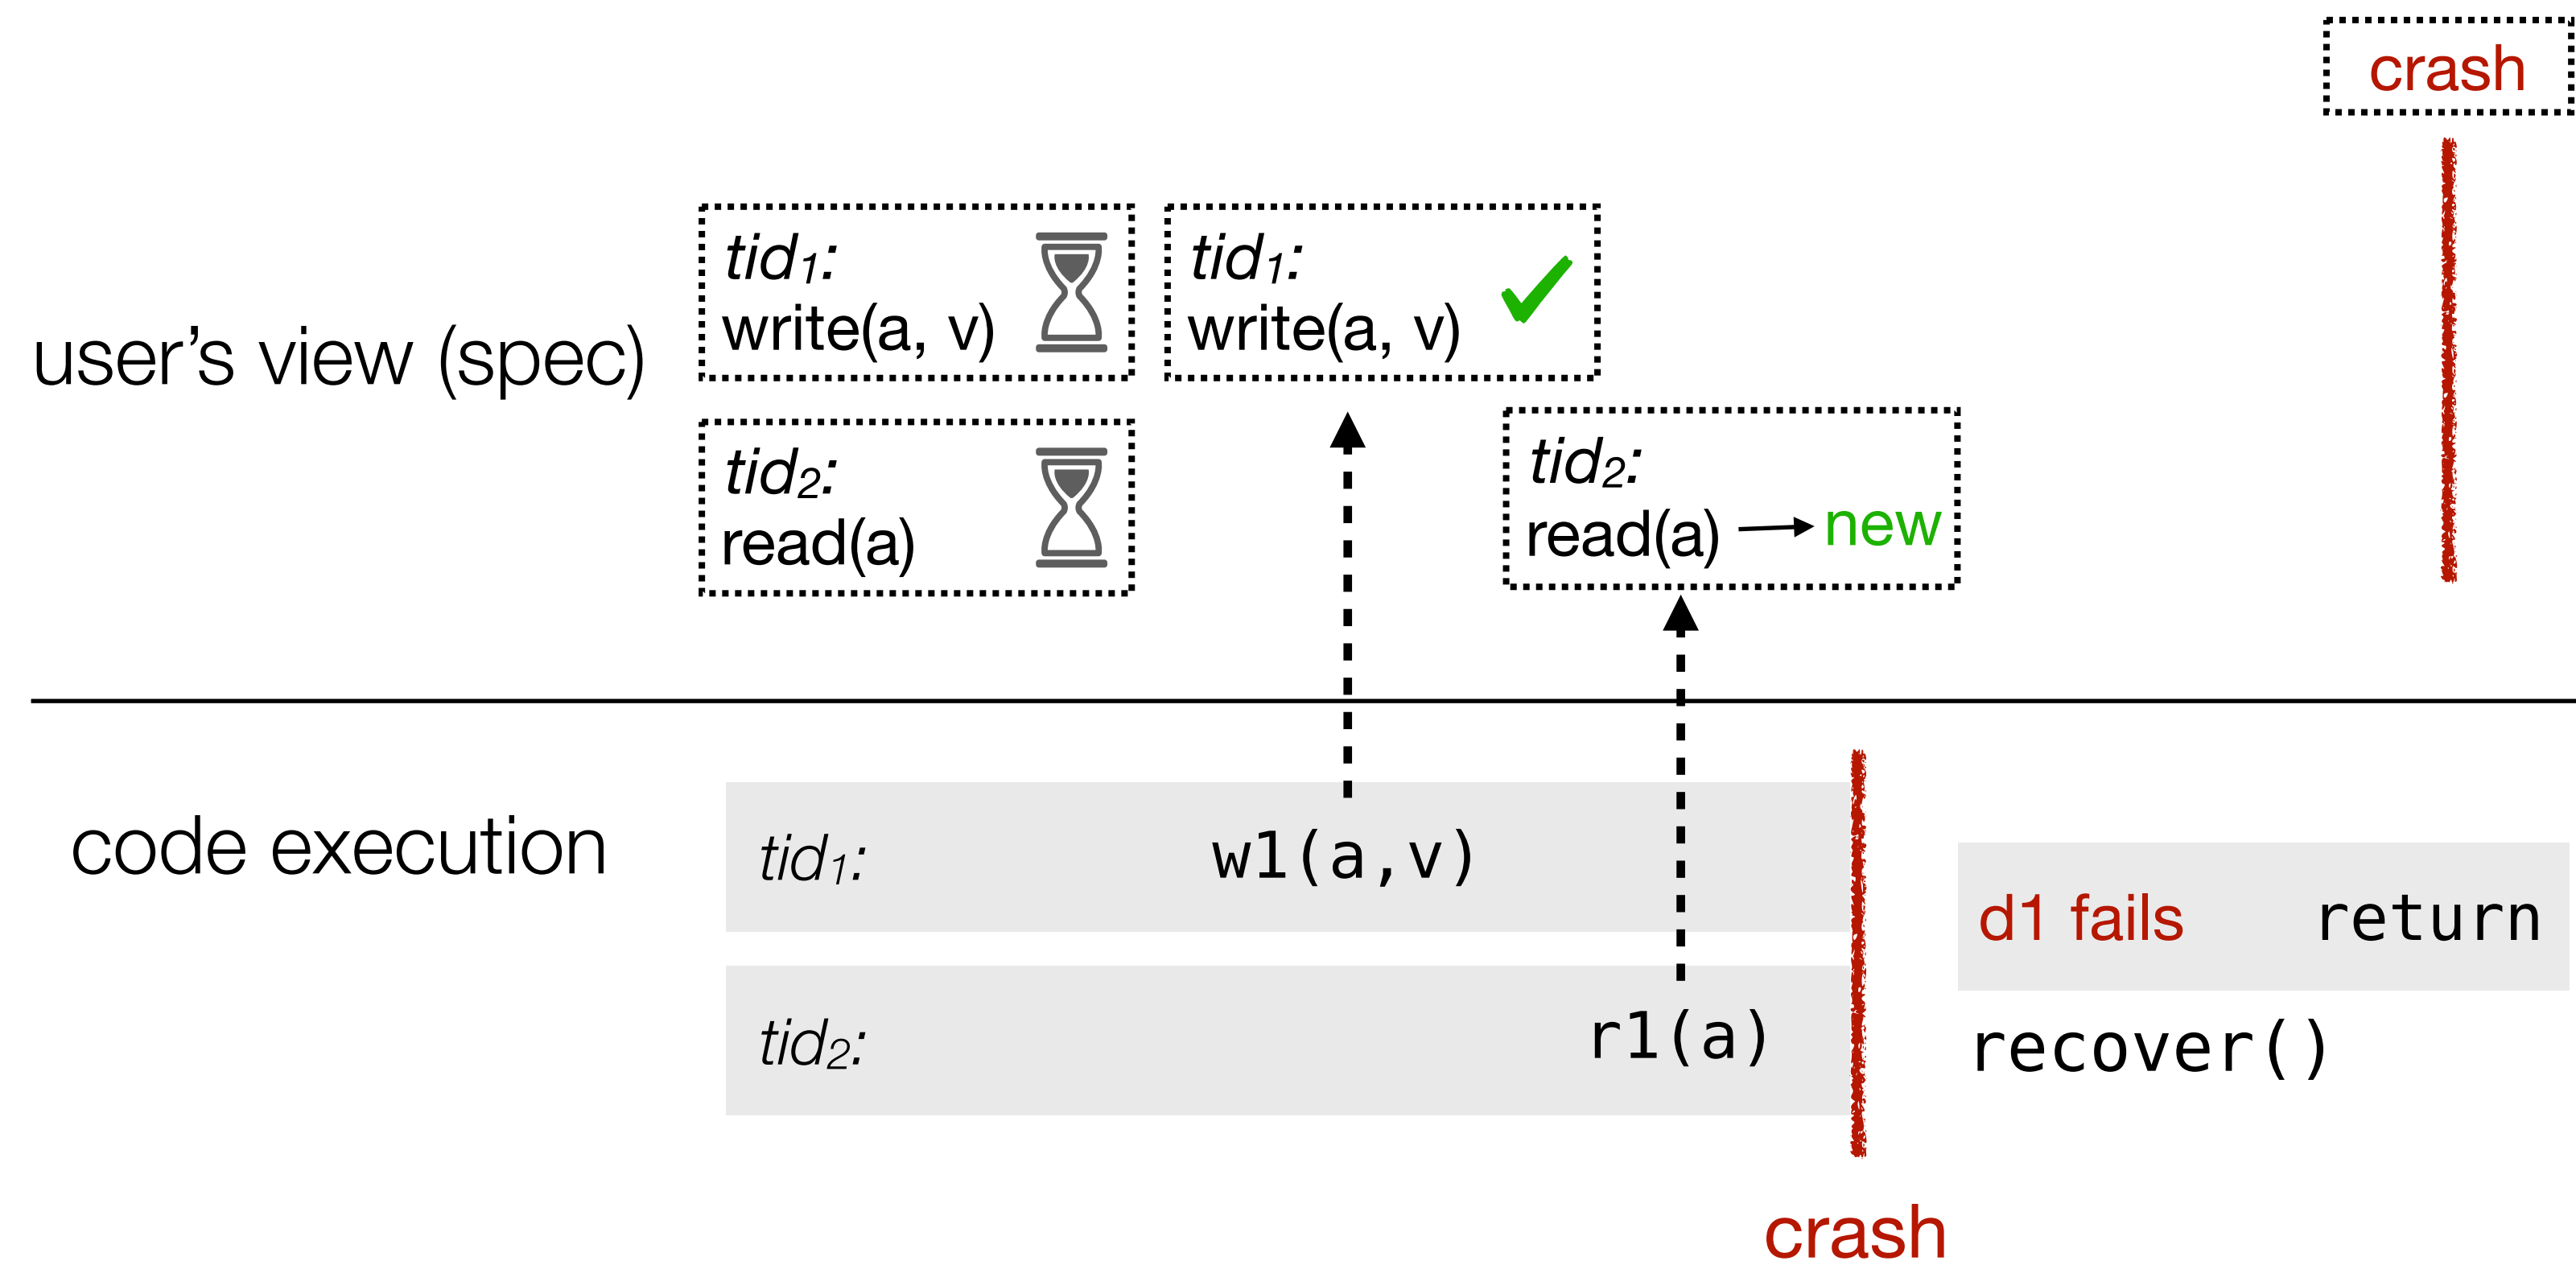 crash
tid1:
write(a, v)
tid1:
write(a, v)
user's view (spec)
tid2:
read(a)
tid2:
read(a) → new
code execution
tid1:
w1(a,v)
d1 fails
return
tid2:
r1(a)
recover()
crash